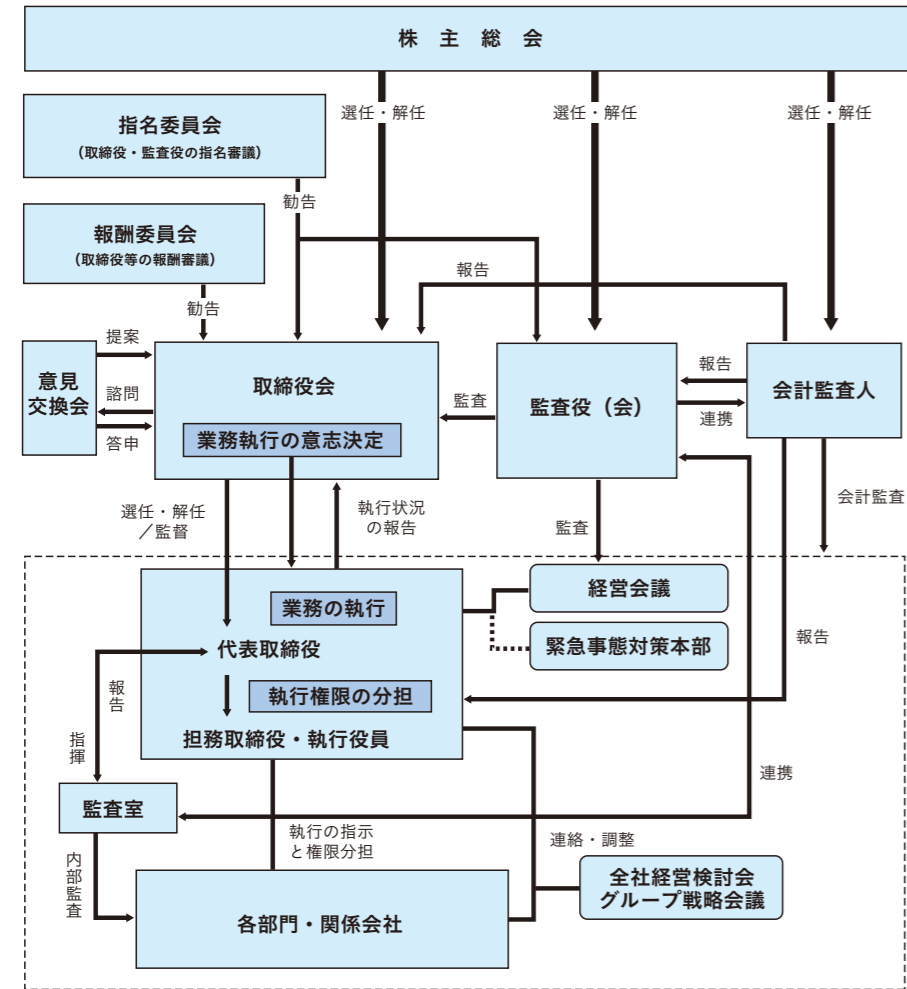 株主総会
選任・解任
選任・解任
選任・解任
指名委員会
（取締役・監査役の指名審議）
勧告
報酬委員会
（取締役等の報酬審議）
勧告
報告
意見
交換会
提案
諮問
答申
取締役会
業務執行の意志決定
監査
監査役（会）
報告
連携
会計監査人
選任・解任
／監督
執行状況
の報告
監査
会計監査
業務の執行
代表取締役
執行権限の分担
担務取締役・執行役員
経営会議
緊急事態対策本部
報告
報告
指揮
監査室
連携
執行の指示
と権限分担
連絡・調整
内部監査
各部門・関係会社
全社経営検討会
グループ戦略会議